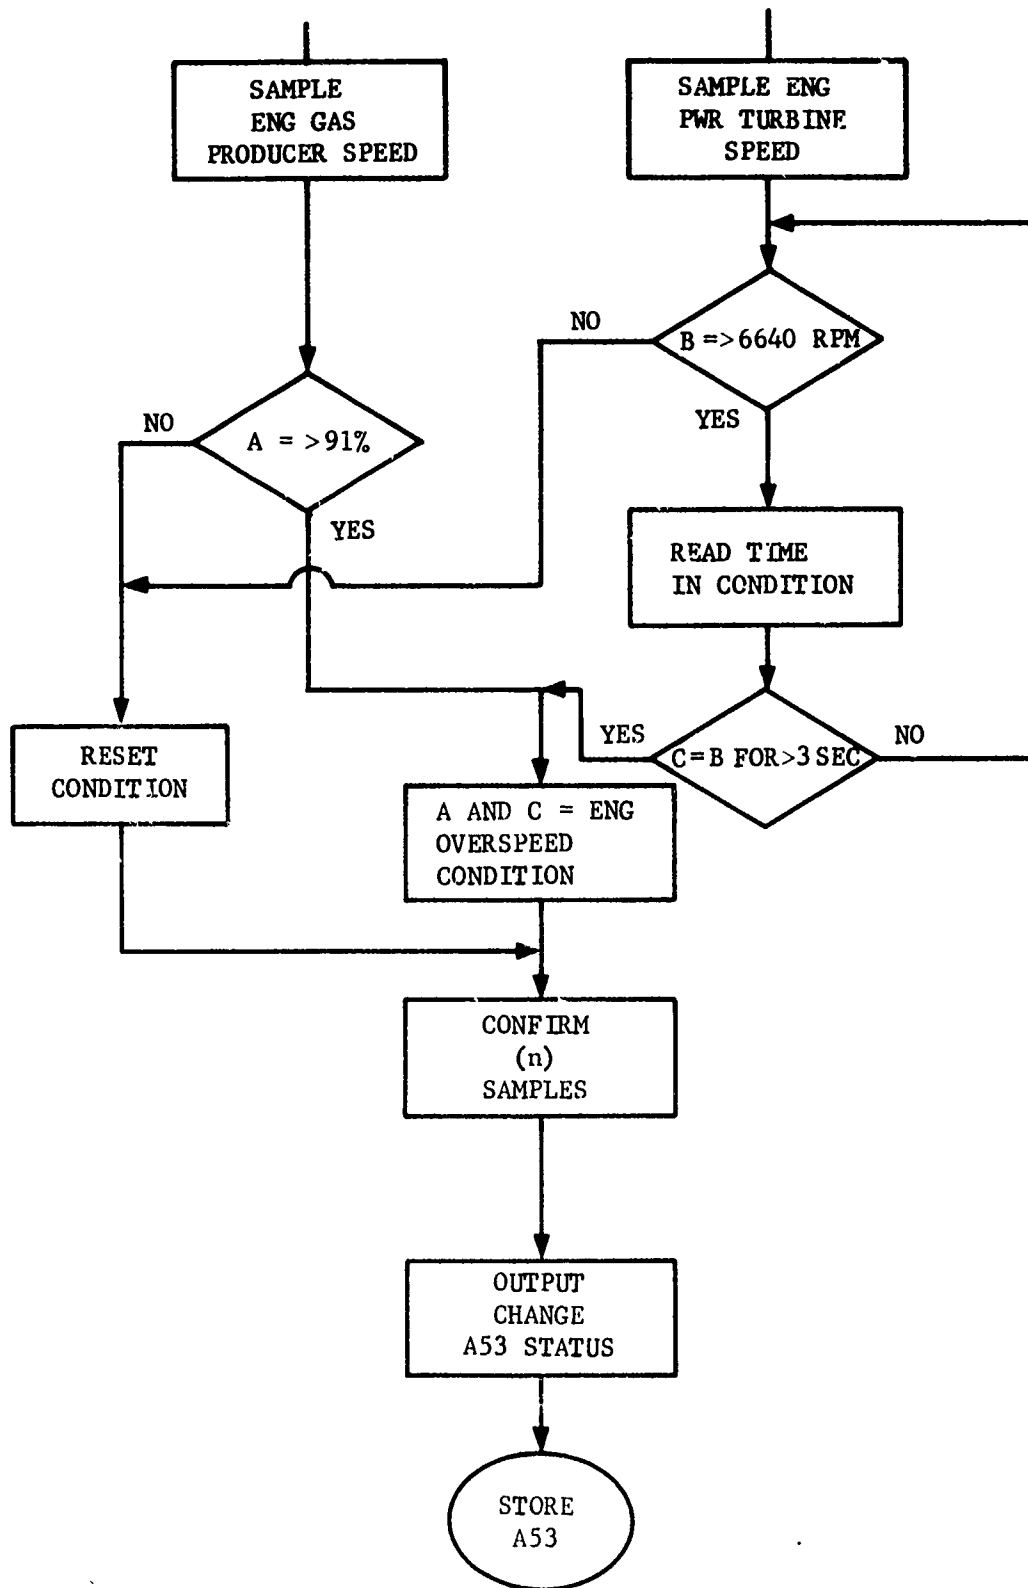 SAMPLE
ENG GAS
PRODUCER SPEED
SAMPLE ENG
PWR TURBINE
SPEED
NO
B =>6640 RPM
YES
NO
A = >91%
YES
READ TIME
IN CONDITION
YES
C=B FOR>3 SEC
NO
RESET
CONDITION
A AND C = ENG
OVERSPEED
CONDITION
CONFIRM
(n)
SAMPLES
OUTPUT
CHANGE
A53 STATUS
STORE
A53